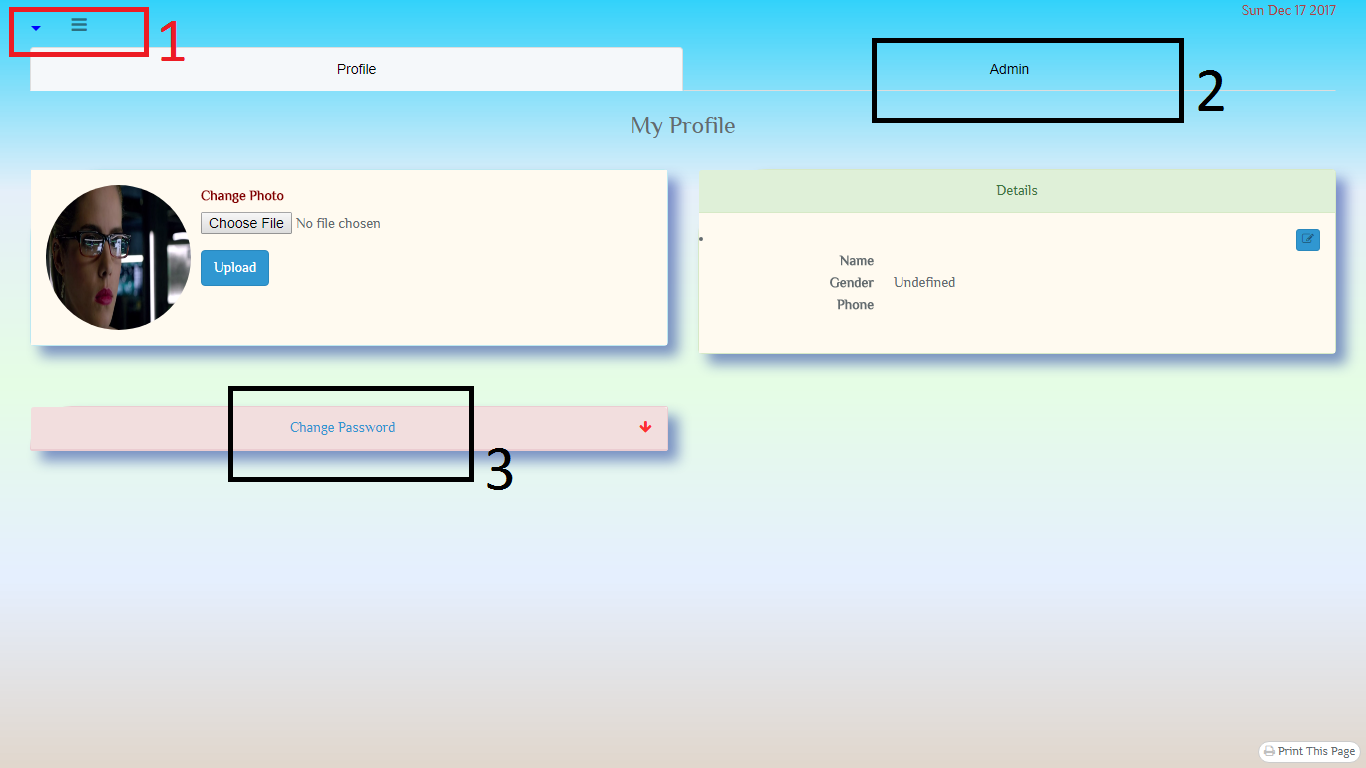 Sun Dec 17 2017
1
Profile
Admin
2
My Profile
Change Photo
Choose File No file chosen
Upload
Details
Name
Gender Undefined
Phone
Change Password
3
Print This Page